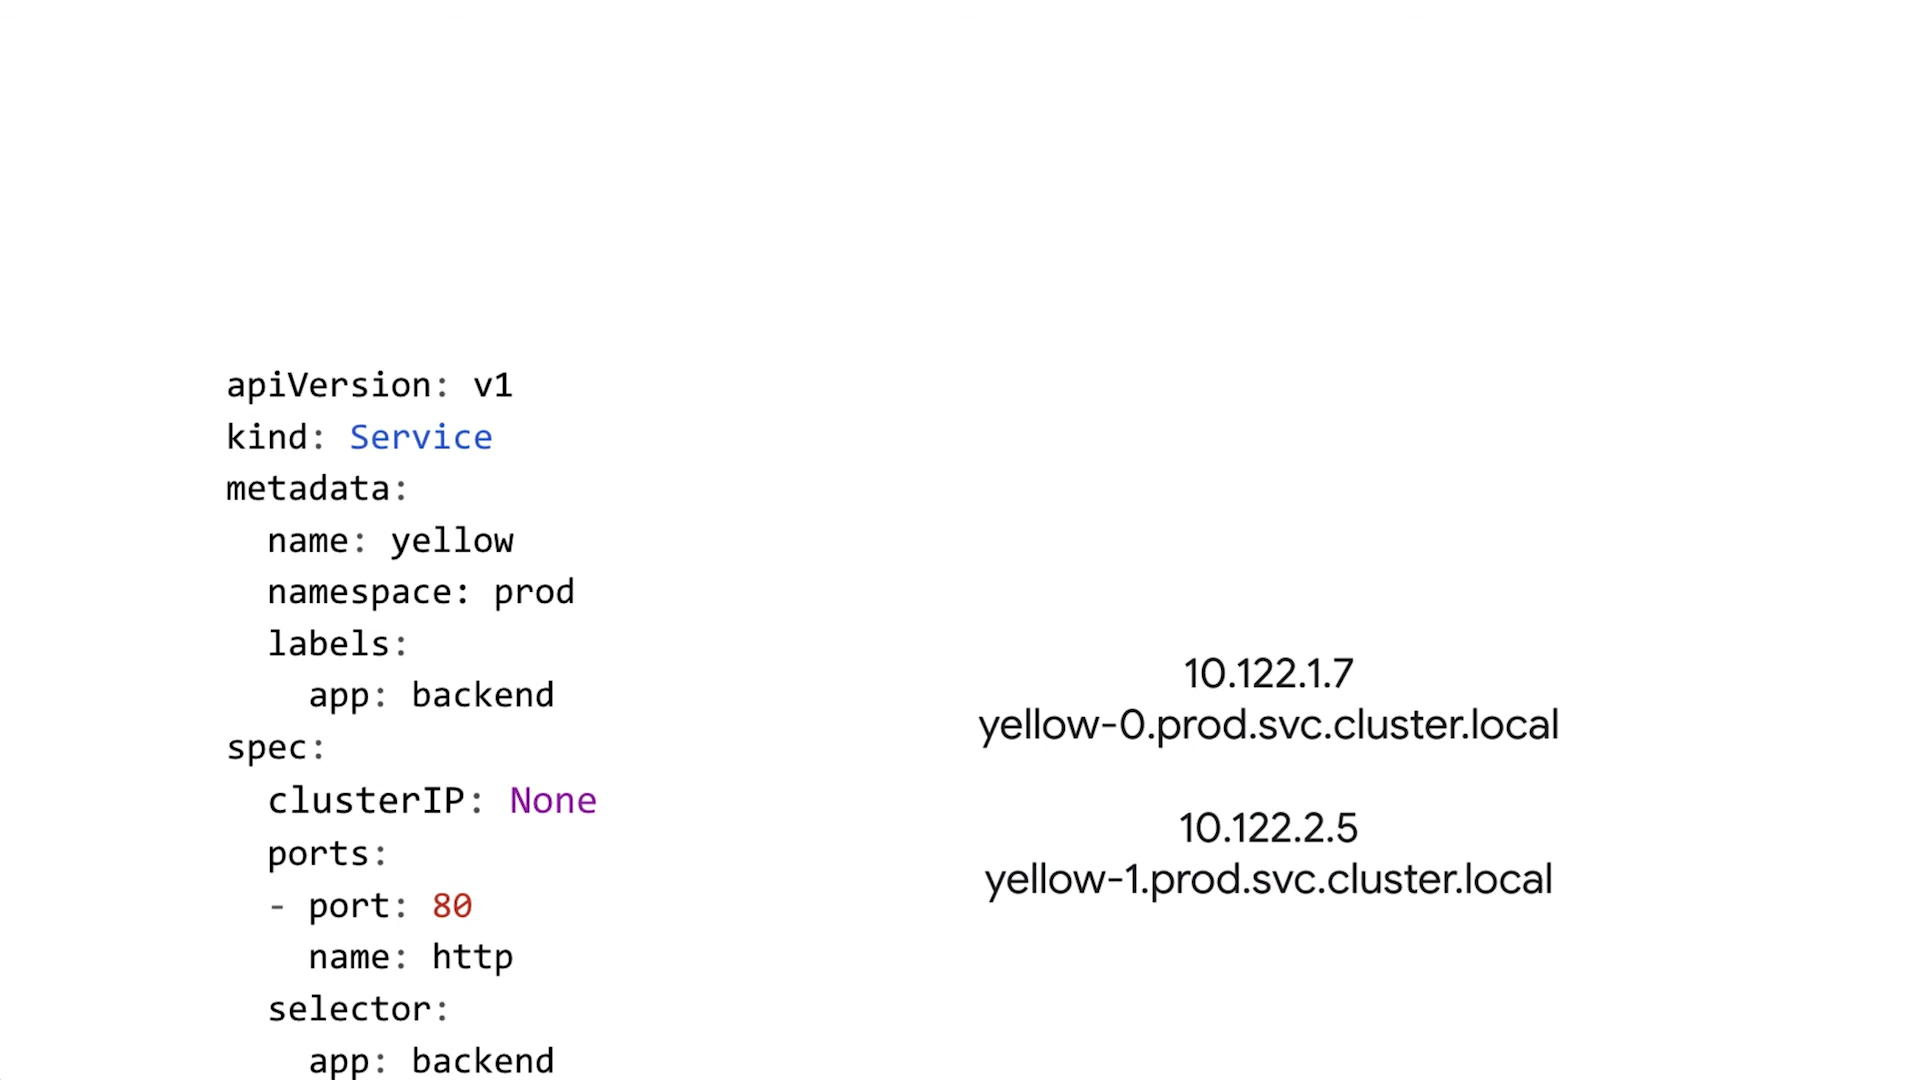 apiVersion: v1
kind: Service
metadata:
  name: yellow
  namespace: prod
  labels:
    app: backend
spec:
  clusterIP: None
  ports:
  - port: 80
    name: http
  selector:
    app: backend
10.122.1.7
yellow-0.prod.svc.cluster.local
10.122.2.5
yellow-1.prod.svc.cluster.local